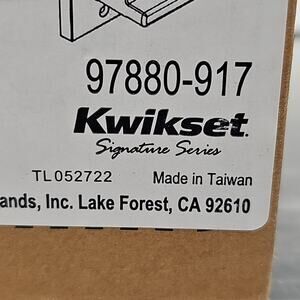 97880-917
Kwikset
Signature Series
TL052722 Made in Taiwan
ands, Inc. Lake Forest, CA 92610